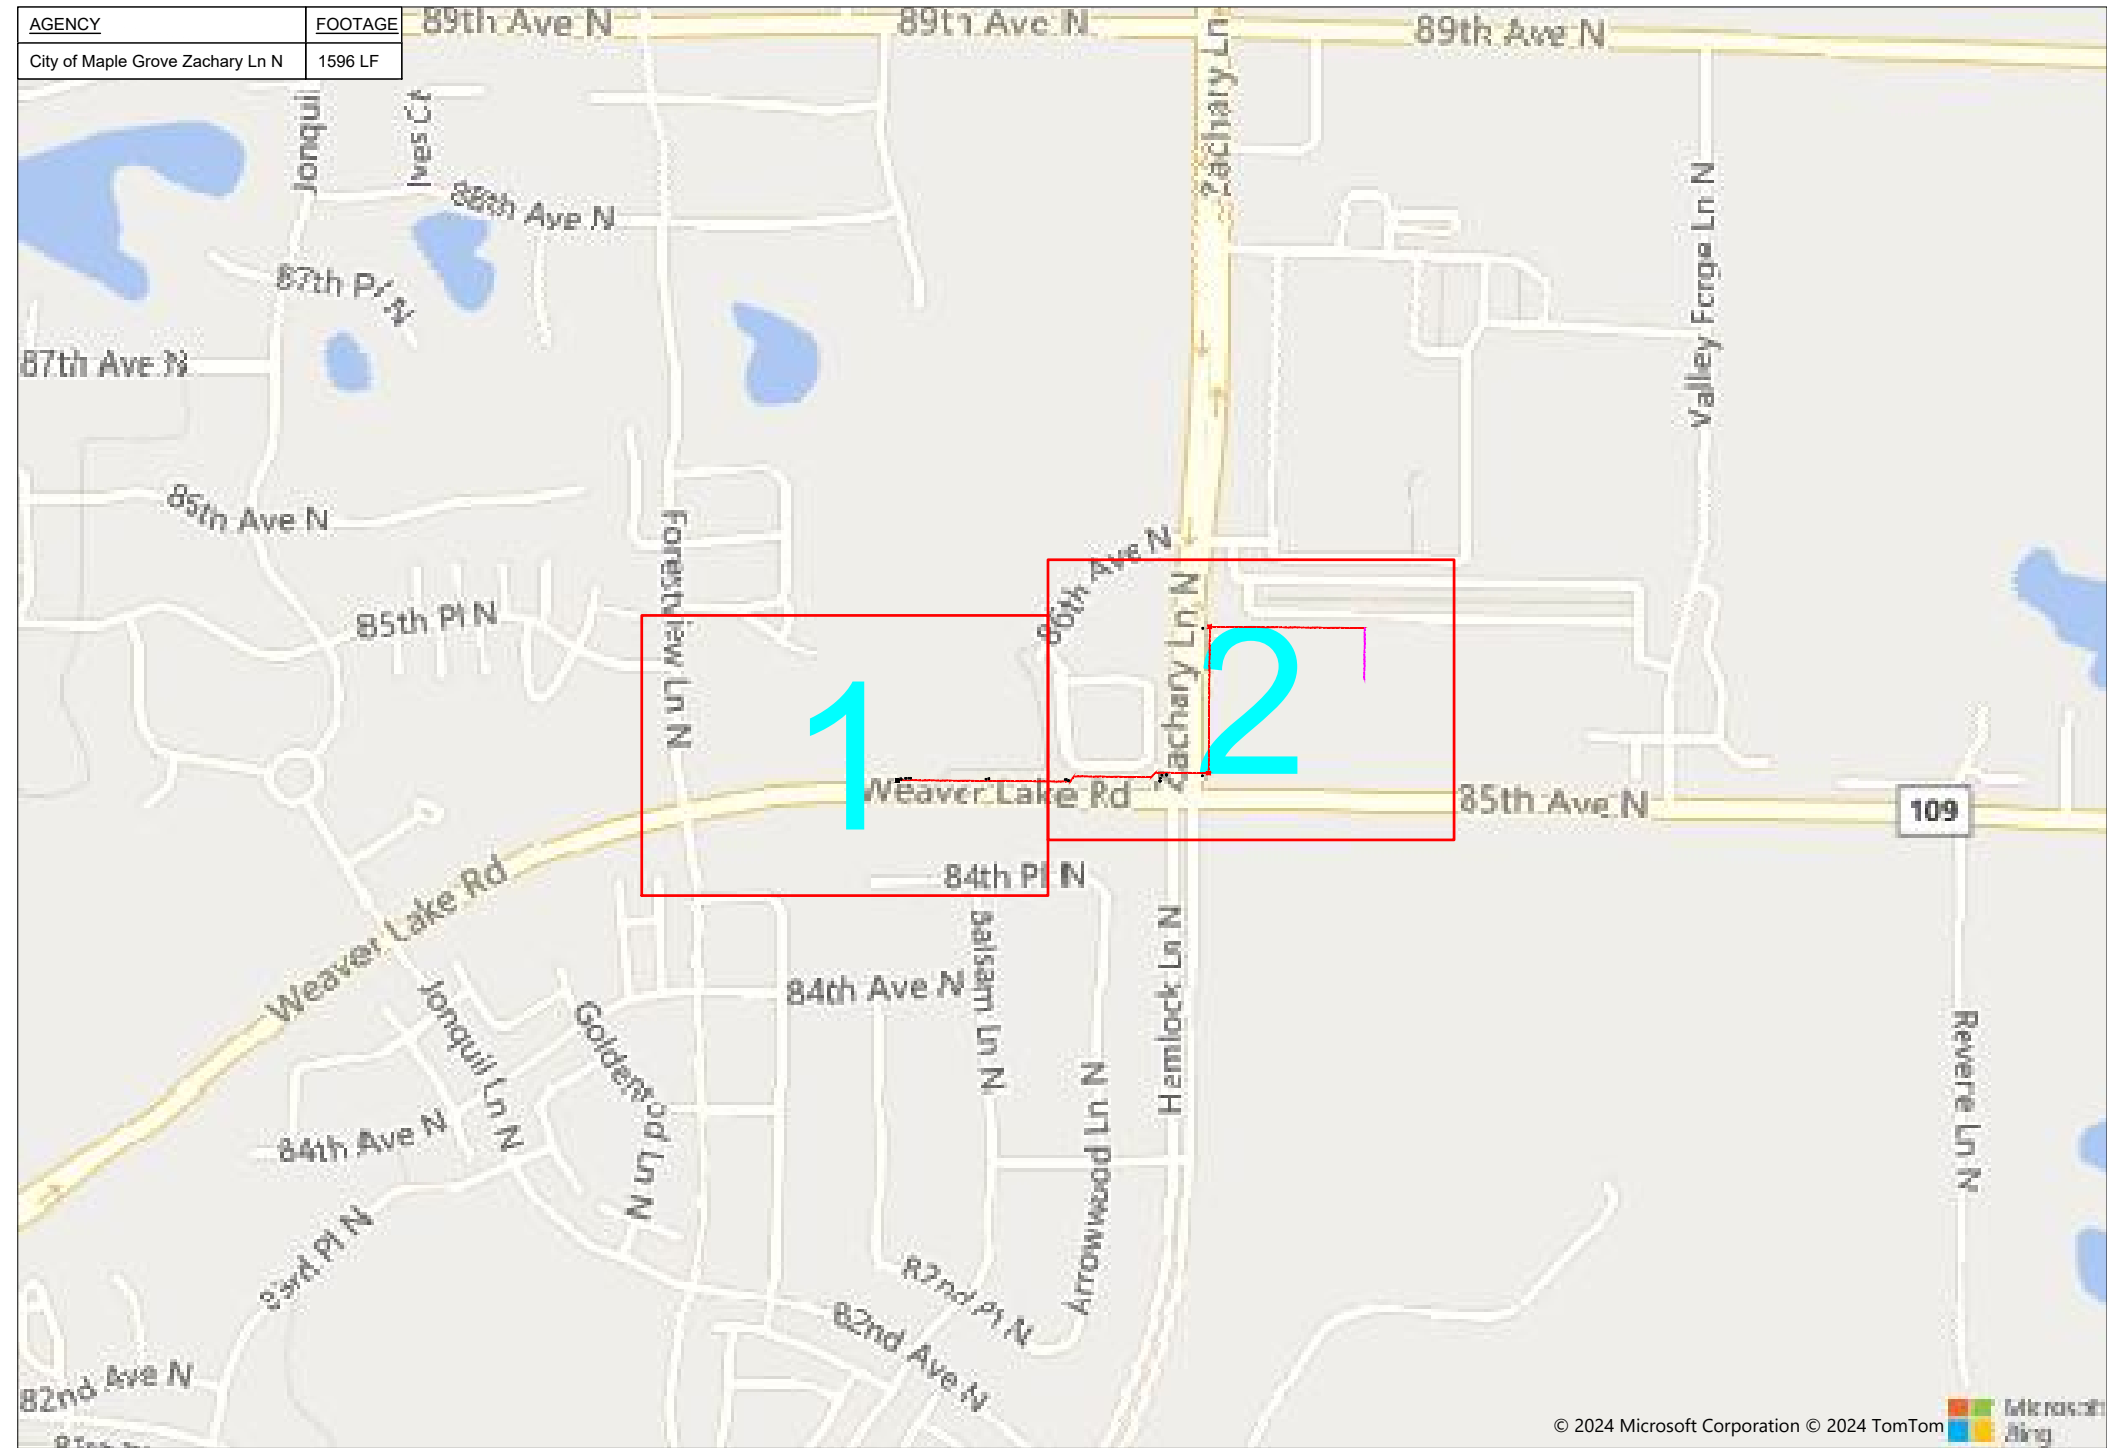 AGENCY FOOTAGE
City of Maple Grove Zachary Ln N 1596 LF
89th Ave N
89th Ave N
89th Ave N
Zachary Ln
Jonqui
Ives Ct
88th Ave N
87th Pl N
87th Ave N
Valley Forge Ln N
85th Ave N
Forestview Ln N
86th Ave N
85th Pl N
Zachary Ln N
1
2
Weaver Lake Rd
85th Ave N
109
84th Pl N
Weaver Lake Rd
Balsam Ln N
84th Ave N
Hemlock Ln N
Jonquil Ln N
Goldenrod Ln N
Revere Ln N
84th Ave N
Arrowwood Ln N
83rd Pl N
82nd Pl N
82nd Ave N
82nd Ave N
© 2024 Microsoft Corporation © 2024 TomTom
Microsoft
Bing